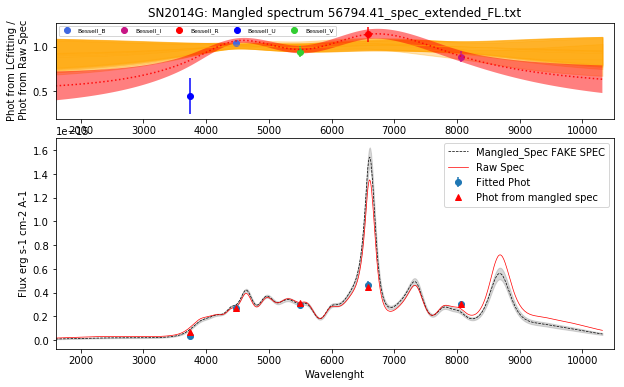 SN2014G: Mangled spectrum 56794.41_spec_extended_FL.txt
Phot from LCfitting /
Phot from Raw Spec
1.0
0.5
Bessell_B
Bessell_I
Bessell_R
Bessell_U
Bessell_V
2000 3000 4000 5000 6000 7000 8000 9000 10000
Flux erg s-1 cm-2 A-1
1.6
1.4
1.2
1.0
0.8
0.6
0.4
0.2
0.0
Mangled_Spec FAKE SPEC
Raw Spec
Fitted Phot
Phot from mangled spec
2000 3000 4000 5000 6000 7000 8000 9000 10000
Wavelenght